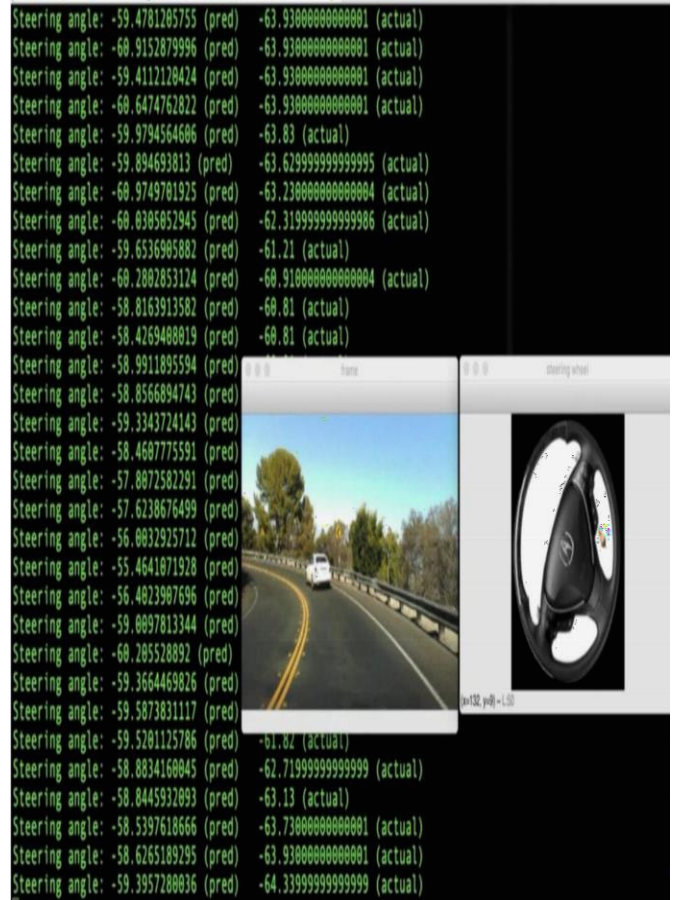 Steering angle: -59.4781205755 (pred) -63.93000000000001 (actual)
Steering angle: -60.9152879996 (pred) -63.93000000000001 (actual)
Steering angle: -59.4112120424 (pred) -63.93000000000001 (actual)
Steering angle: -60.6474762822 (pred) -63.93000000000001 (actual)
Steering angle: -59.9794564606 (pred) -63.83 (actual)
Steering angle: -59.894693813 (pred) -63.629999999999995 (actual)
Steering angle: -60.9749701925 (pred) -63.230000000000004 (actual)
Steering angle: -60.0305052945 (pred) -62.319999999999986 (actual)
Steering angle: -59.6536905882 (pred) -61.21 (actual)
Steering angle: -60.2802853124 (pred) -60.910000000000004 (actual)
Steering angle: -58.8163913582 (pred) -60.81 (actual)
Steering angle: -58.4269408019 (pred) -60.81 (actual)
Steering angle: -58.9911895594 (pred)
Steering angle: -58.8566894743 (pred)
Steering angle: -59.3343724143 (pred)
Steering angle: -58.4607775591 (pred)
Steering angle: -57.8072582291 (pred)
Steering angle: -57.6238676499 (pred)
Steering angle: -56.0032925712 (pred)
Steering angle: -55.4641071928 (pred)
Steering angle: -56.4023907696 (pred)
Steering angle: -59.0097813344 (pred)
Steering angle: -60.205528892 (pred)
Steering angle: -59.3664469826 (pred)
Steering angle: -59.5873831117 (pred)
Steering angle: -59.5201125786 (pred) -61.82 (actual)
Steering angle: -58.8834160045 (pred) -62.71999999999999 (actual)
Steering angle: -58.8445932093 (pred) -63.13 (actual)
Steering angle: -58.5397618666 (pred) -63.73000000000001 (actual)
Steering angle: -58.6265189295 (pred) -63.93000000000001 (actual)
Steering angle: -59.3957280036 (pred) -64.33999999999999 (actual)
frame
steering wheel
(x=132, y=9) ~ L:50